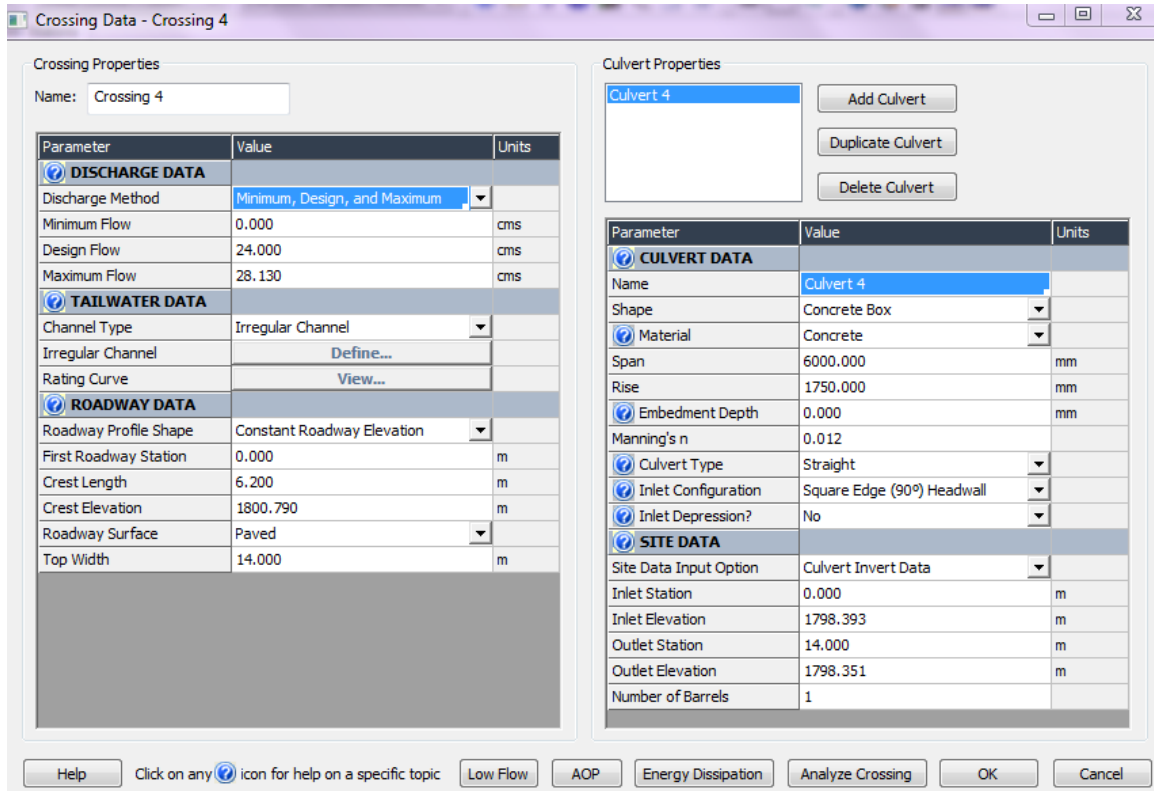 Crossing Data - Crossing 4
Crossing Properties
Name: Crossing 4
Parameter Value Units
DISCHARGE DATA
Discharge Method Minimum, Design, and Maximum
Minimum Flow 0.000 cms
Design Flow 24.000 cms
Maximum Flow 28.130 cms
TAILWATER DATA
Channel Type Irregular Channel
Irregular Channel Define...
Rating Curve View...
ROADWAY DATA
Roadway Profile Shape Constant Roadway Elevation
First Roadway Station 0.000 m
Crest Length 6.200 m
Crest Elevation 1800.790 m
Roadway Surface Paved
Top Width 14.000 m
Culvert Properties
Culvert 4
Add Culvert
Duplicate Culvert
Delete Culvert
Parameter Value Units
CULVERT DATA
Name Culvert 4
Shape Concrete Box
Material Concrete
Span 6000.000 mm
Rise 1750.000 mm
Embedment Depth 0.000 mm
Manning's n 0.012
Culvert Type Straight
Inlet Configuration Square Edge (90º) Headwall
Inlet Depression? No
SITE DATA
Site Data Input Option Culvert Invert Data
Inlet Station 0.000 m
Inlet Elevation 1798.393 m
Outlet Station 14.000 m
Outlet Elevation 1798.351 m
Number of Barrels 1
Help Click on any ? icon for help on a specific topic Low Flow AOP Energy Dissipation Analyze Crossing OK Cancel